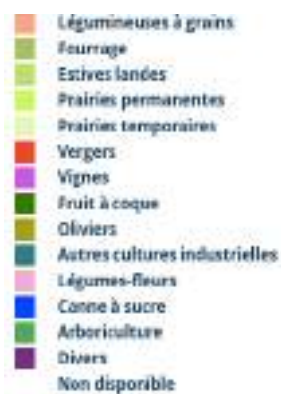 Légumineuses à grains
Fourrage
Estives landes
Prairies permanentes
Prairies temporaires
Vergers
Vignes
Fruit à coque
Oliviers
Autres cultures industrielles
Légumes-fleurs
Canne à sucre
Arboriculture
Divers
Non disponible